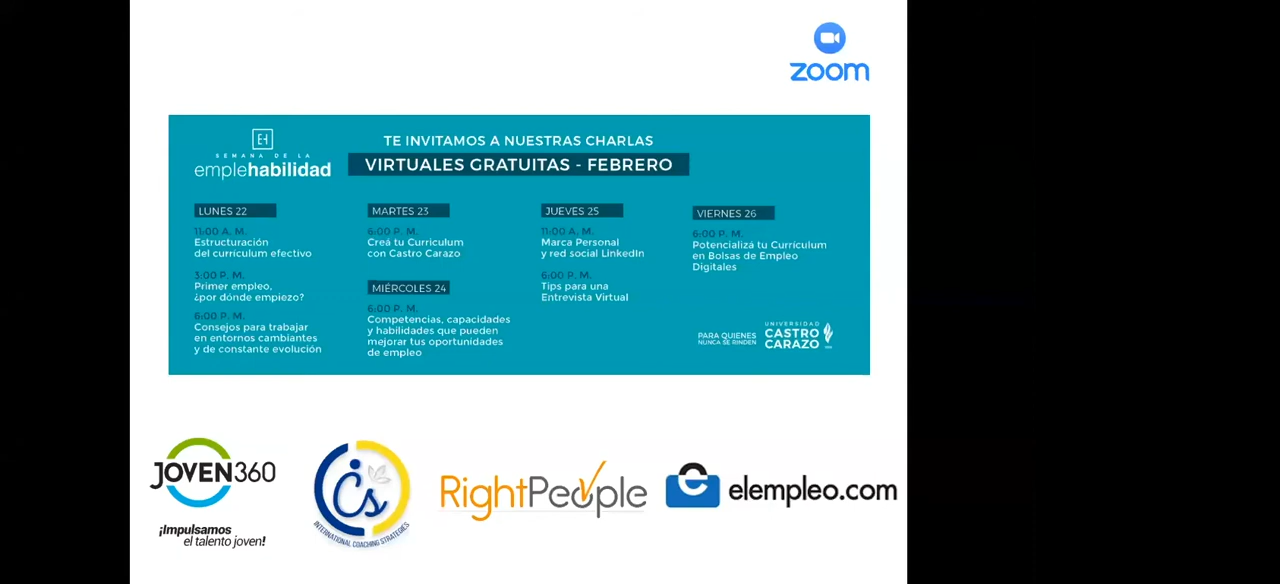 zoom
EH
SEMANA DE LA
emplehabilidad
TE INVITAMOS A NUESTRAS CHARLAS
VIRTUALES GRATUITAS - FEBRERO
LUNES 22
11:00 A. M.
Estructuración
del currículum efectivo
3:00 P. M.
Primer empleo,
¿por dónde empiezo?
6:00 P. M.
Consejos para trabajar
en entornos cambiantes
y de constante evolución
MARTES 23
6:00 P. M.
Creá tu Curriculum
con Castro Carazo
MIÉRCOLES 24
6:00 P. M.
Competencias, capacidades
y habilidades que pueden
mejorar tus oportunidades
de empleo
JUEVES 25
11:00 A. M.
Marca Personal
y red social LinkedIn
6:00 P. M.
Tips para una
Entrevista Virtual
VIERNES 26
6:00 P. M.
Potencializá tu Currículum
en Bolsas de Empleo
Digitales
PARA QUIENES
NUNCA SE RINDEN
UNIVERSIDAD
CASTRO
CARAZO
JOVEN360
¡Impulsamos
el talento joven!
ics
INTERNATIONAL COACHING STRATEGIES
RightPeople
e elempleo.com